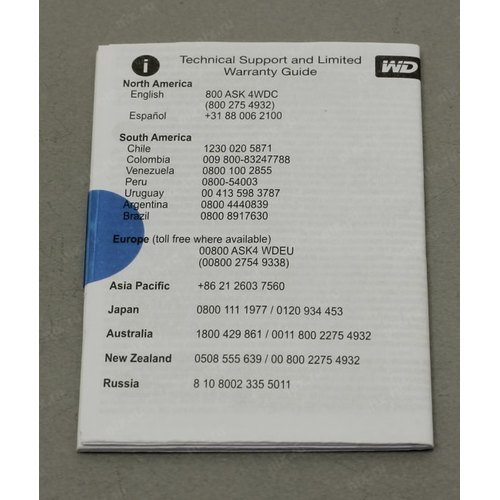 i
Technical Support and Limited
Warranty Guide
WD
North America
English 800 ASK 4WDC
(800 275 4932)
Español +31 88 006 2100
South America
Chile 1230 020 5871
Colombia 009 800-83247788
Venezuela 0800 100 2855
Peru 0800-54003
Uruguay 00 413 598 3787
Argentina 0800 4440839
Brazil 0800 8917630
Europe (toll free where available)
00800 ASK4 WDEU
(00800 2754 9338)
Asia Pacific +86 21 2603 7560
Japan 0800 111 1977 / 0120 934 453
Australia 1800 429 861 / 0011 800 2275 4932
New Zealand 0508 555 639 / 00 800 2275 4932
Russia 8 10 8002 335 5011